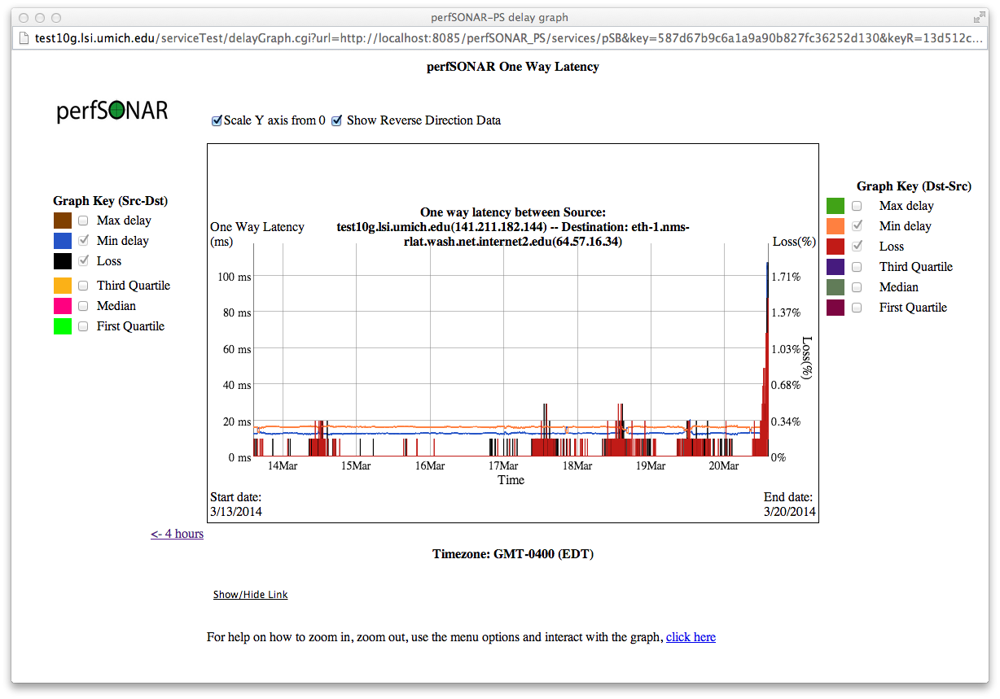 perfSONAR-PS delay graph
test10g.lsi.umich.edu/serviceTest/delayGraph.cgi?url=http://localhost:8085/perfSONAR_PS/services/pSB&key=587d67b9c6a1a9a90b827fc36252d130&keyR=13d512c...
perfSONAR One Way Latency
perfSONAR
Scale Y axis from 0 Show Reverse Direction Data
Graph Key (Src-Dst)
Max delay
Min delay
Loss
Third Quartile
Median
First Quartile
One way latency between Source:
test10g.lsi.umich.edu(141.211.182.144) -- Destination: eth-1.nms-
rlat.wash.net.internet2.edu(64.57.16.34)
One Way Latency
(ms)
Loss(%)
100 ms
80 ms
60 ms
40 ms
20 ms
0 ms
1.71%
1.37%
1.03%
0.68%
0.34%
0%
Loss(%)
14Mar 15Mar 16Mar 17Mar 18Mar 19Mar 20Mar
Time
Start date:
3/13/2014
End date:
3/20/2014
Graph Key (Dst-Src)
Max delay
Min delay
Loss
Third Quartile
Median
First Quartile
<- 4 hours
Timezone: GMT-0400 (EDT)
Show/Hide Link
For help on how to zoom in, zoom out, use the menu options and interact with the graph, click here